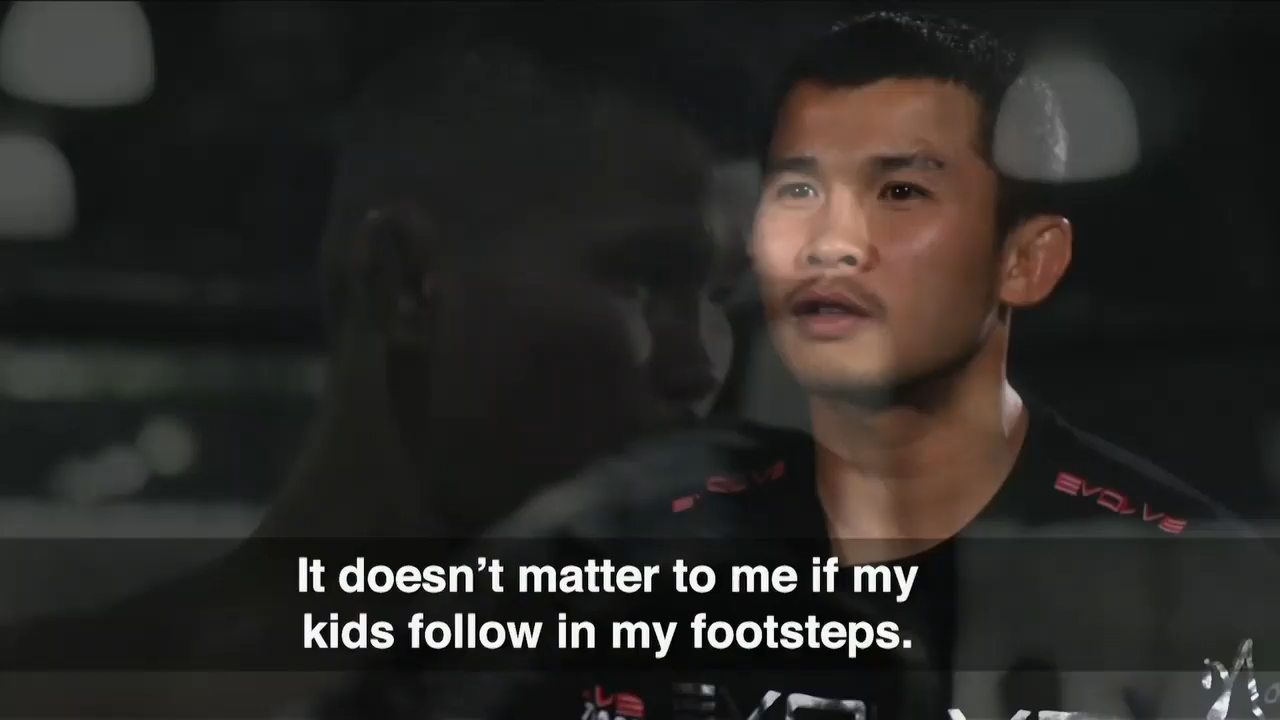 EVOLVE
EVOLVE
It doesn't matter to me if my
kids follow in my footsteps.